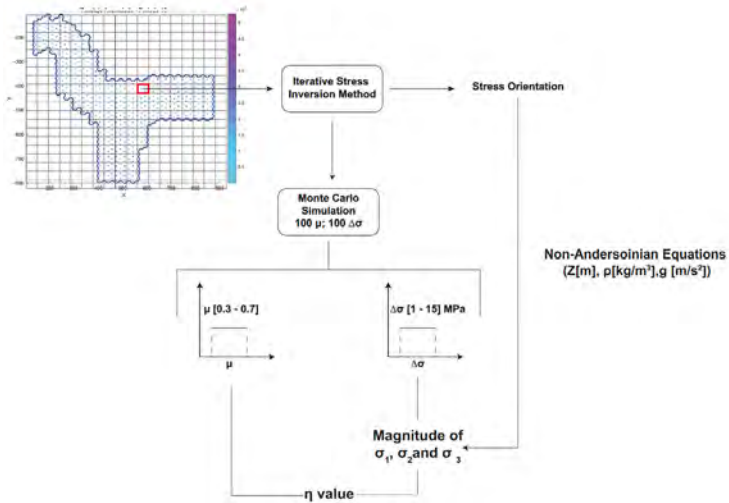 Iterative Stress
Inversion Method
Stress Orientation
Monte Carlo
Simulation
100 μ; 100 Δσ
Non-Andersoinian Equations
(Z[m], ρ[kg/m³],g [m/s²])
μ [0.3 - 0.7]
Δσ [1 - 15] MPa
μ
Δσ
Magnitude of
σ₁, σ₂and σ ₃
η value